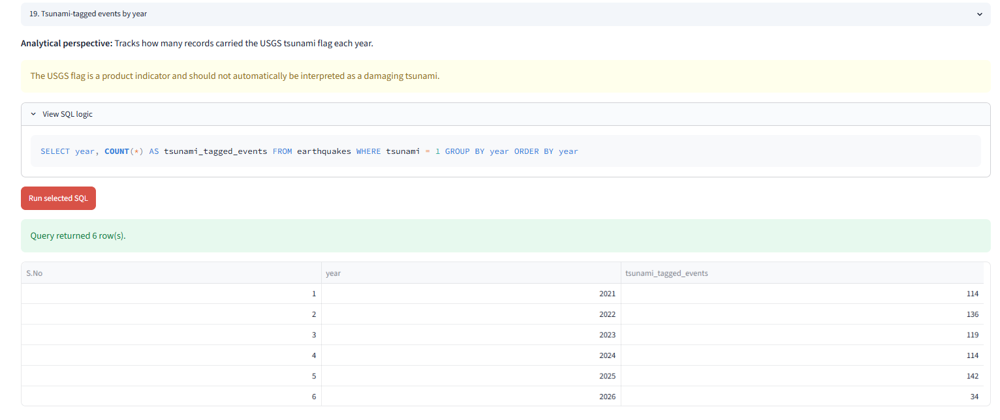 19. Tsunami-tagged events by year
Analytical perspective: Tracks how many records carried the USGS tsunami flag each year.
The USGS flag is a product indicator and should not automatically be interpreted as a damaging tsunami.
View SQL logic
SELECT year, COUNT(*) AS tsunami_tagged_events FROM earthquakes WHERE tsunami = 1 GROUP BY year ORDER BY year
Run selected SQL
Query returned 6 row(s).
S.No year tsunami_tagged_events
1 2021 114
2 2022 136
3 2023 119
4 2024 114
5 2025 142
6 2026 34